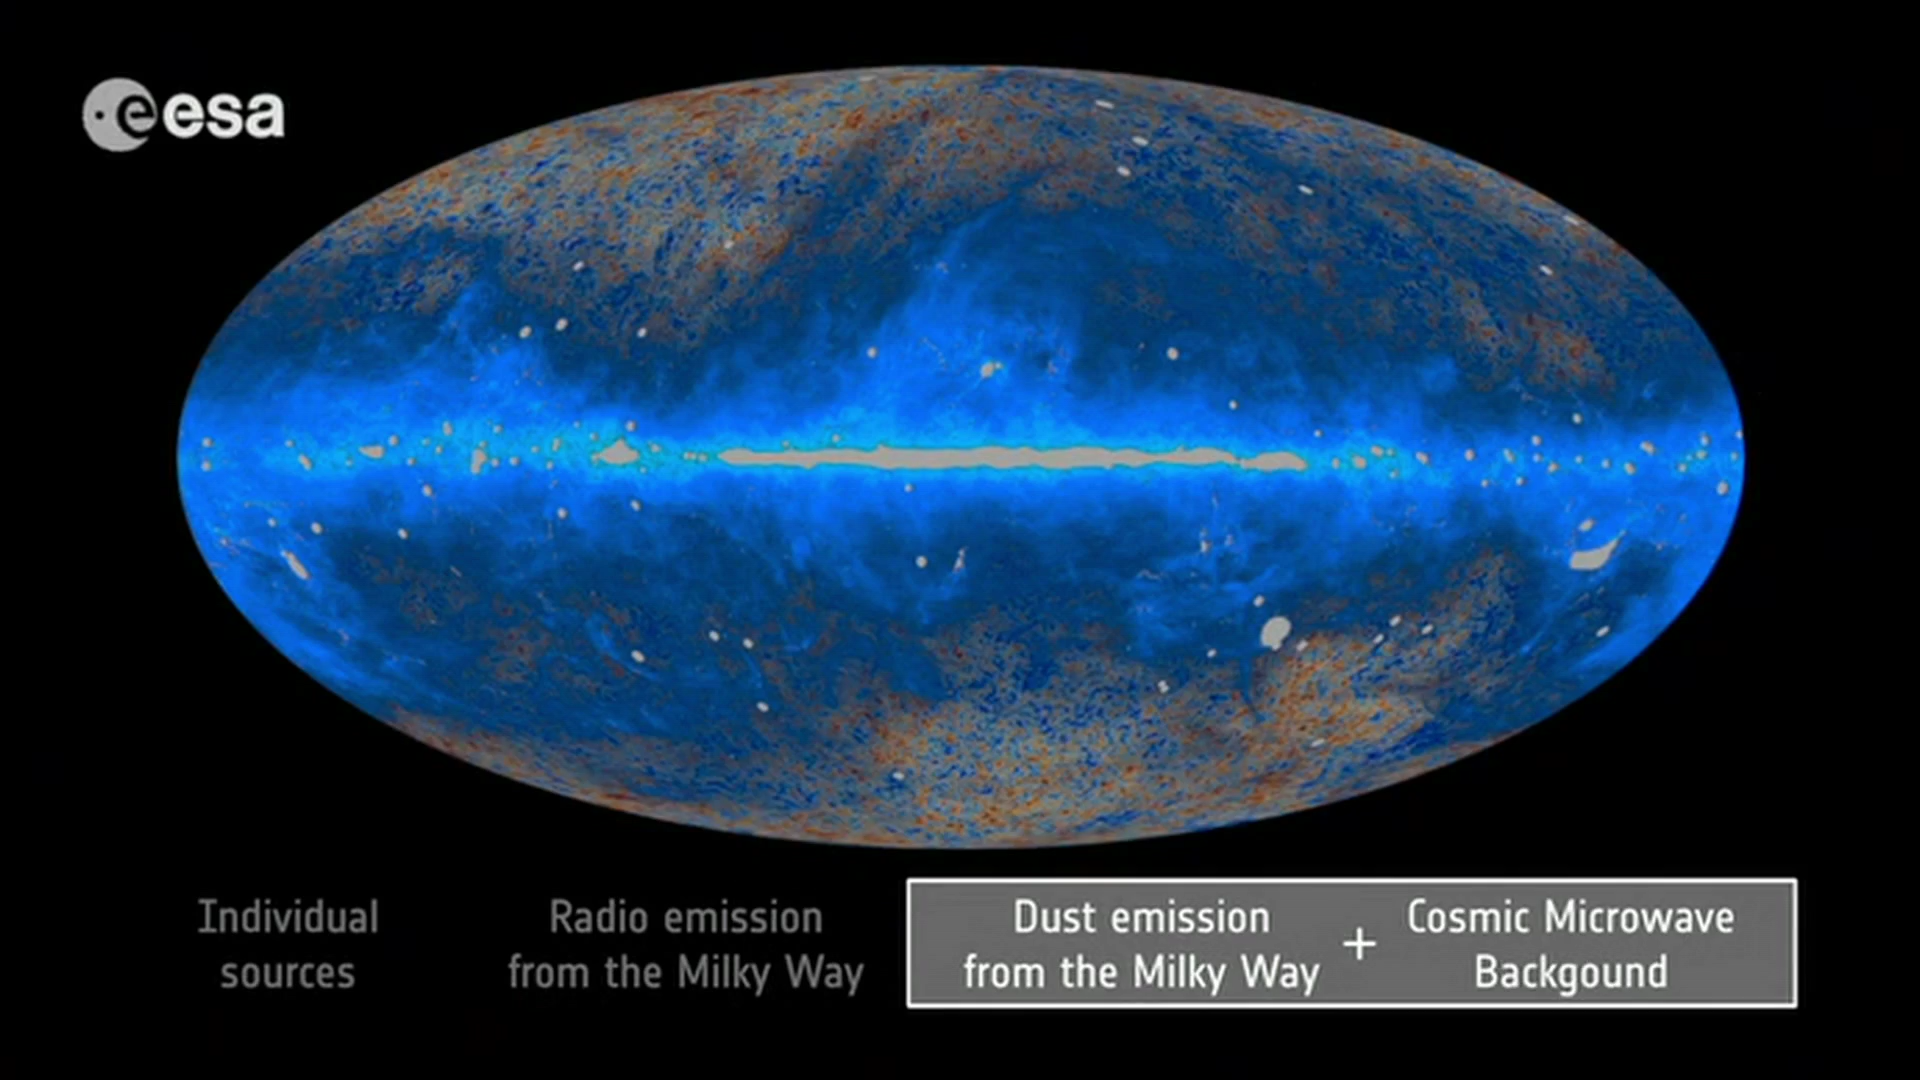 esa
Individual
sources
Radio emission
from the Milky Way
Dust emission
from the Milky Way
+
Cosmic Microwave
Backgound